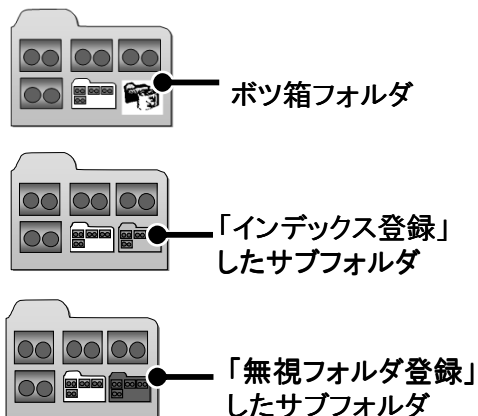 ボツ箱フォルダ
「インデックス登録」
したサブフォルダ
「無視フォルダ登録」
したサブフォルダ